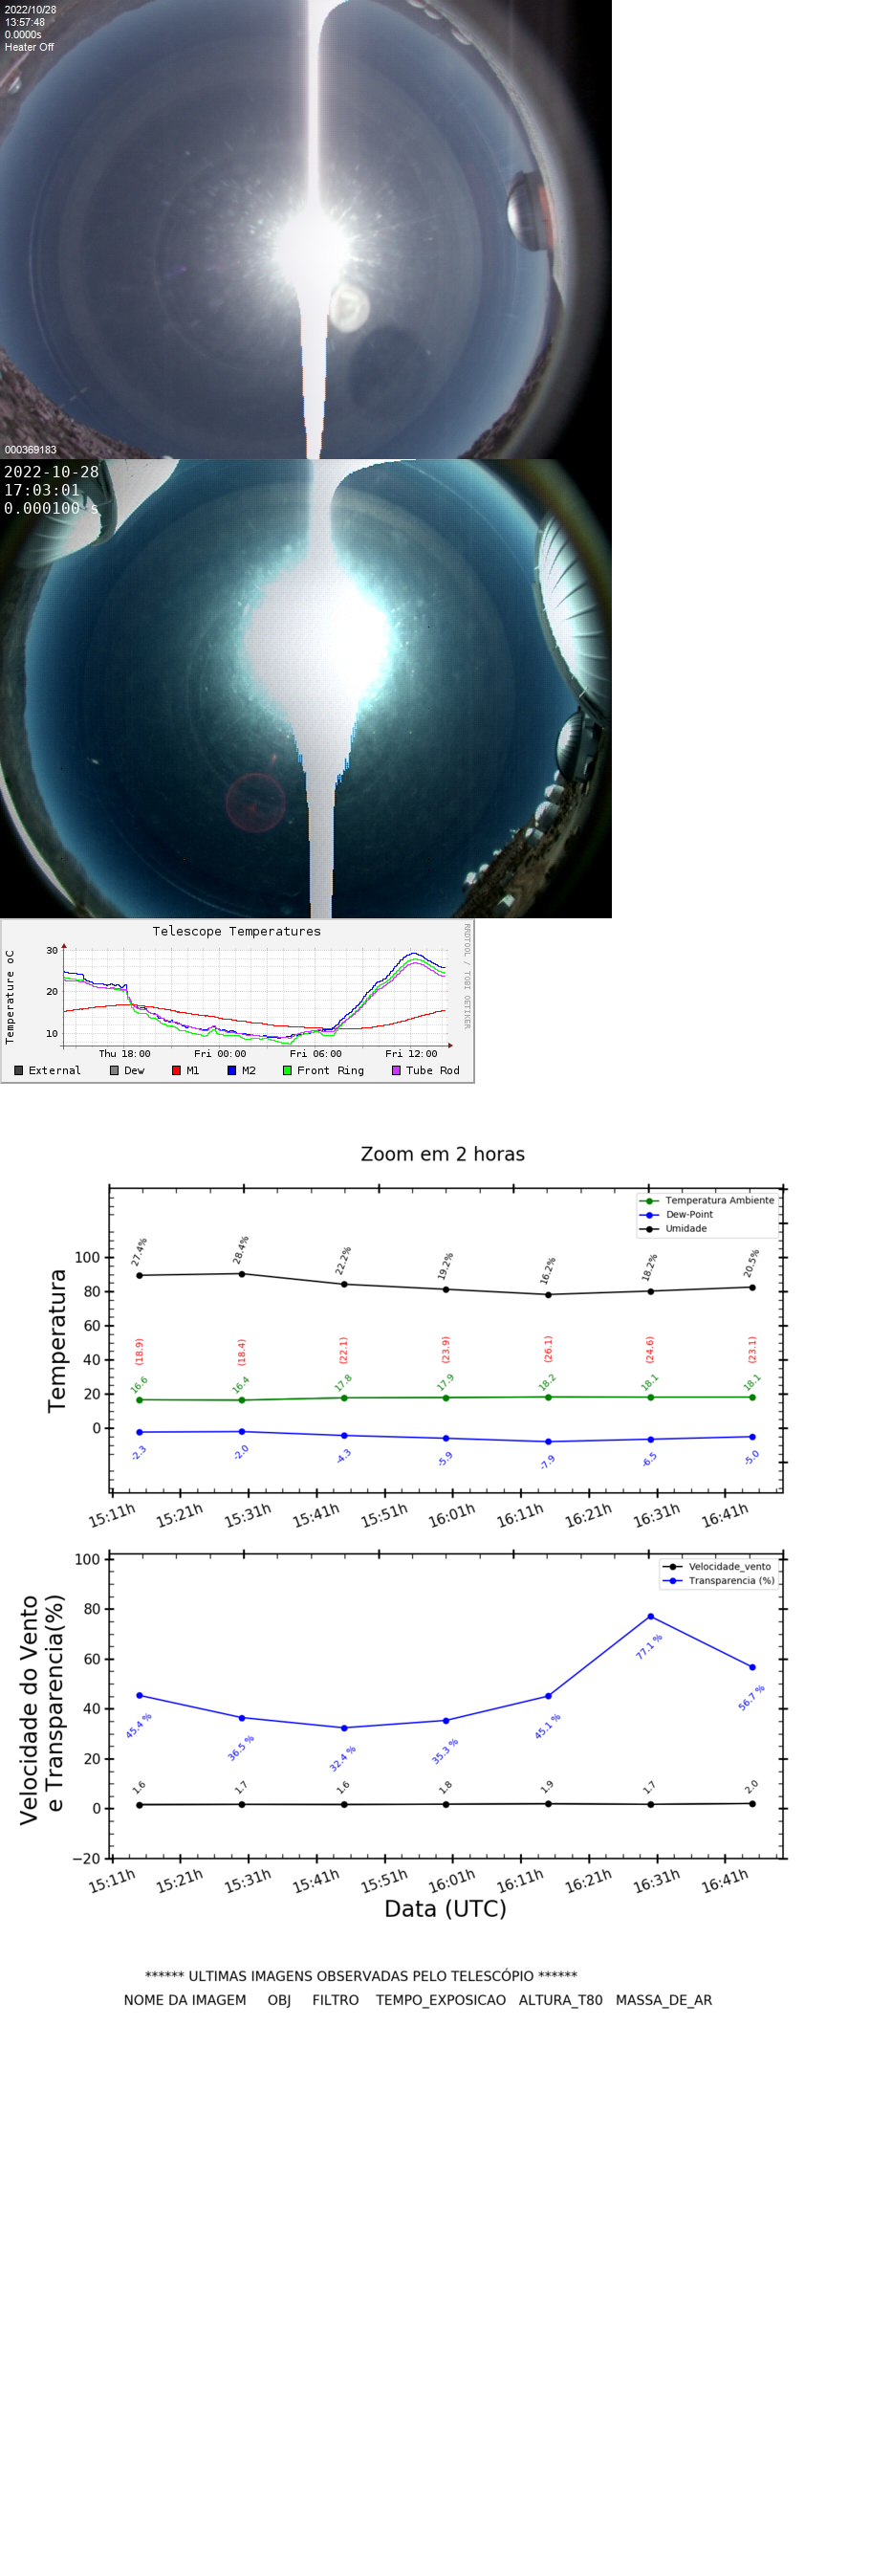 2022/10/28
13:57:48
0.0000s
Heater Off
000369183
2022-10-28
17:03:01
0.000100 s
Telescope Temperatures
Temperature oC
30
20
10
Thu 18:00 Fri 00:00 Fri 06:00 Fri 12:00
External Dew M1 M2 Front Ring Tube Rod
RRDTOOL / TOBI OETIKER
Zoom em 2 horas
Temperatura Ambiente
Dew-Point
Umidade
Temperatura
100
80
60
40
20
0
27.4% 28.4% 22.2% 19.2% 16.2% 18.2% 20.5%
(18.9) (18.4) (22.1) (23.9) (26.1) (24.6) (23.1)
16.6 16.4 17.8 17.9 18.2 18.1 18.1
-2.3 -2.0 -4.3 -5.9 -7.9 -6.5 -5.0
15:11h 15:21h 15:31h 15:41h 15:51h 16:01h 16:11h 16:21h 16:31h 16:41h
Velocidade_vento
Transparencia (%)
Velocidade do Vento
e Transparencia(%)
100
80
60
40
20
0
−20
45.4 % 36.5 % 32.4 % 35.3 % 45.1 % 77.1 % 56.7 %
1.6 1.7 1.6 1.8 1.9 1.7 2.0
15:11h 15:21h 15:31h 15:41h 15:51h 16:01h 16:11h 16:21h 16:31h 16:41h
Data (UTC)
****** ULTIMAS IMAGENS OBSERVADAS PELO TELESCÓPIO ******
NOME DA IMAGEM OBJ FILTRO TEMPO_EXPOSICAO ALTURA_T80 MASSA_DE_AR